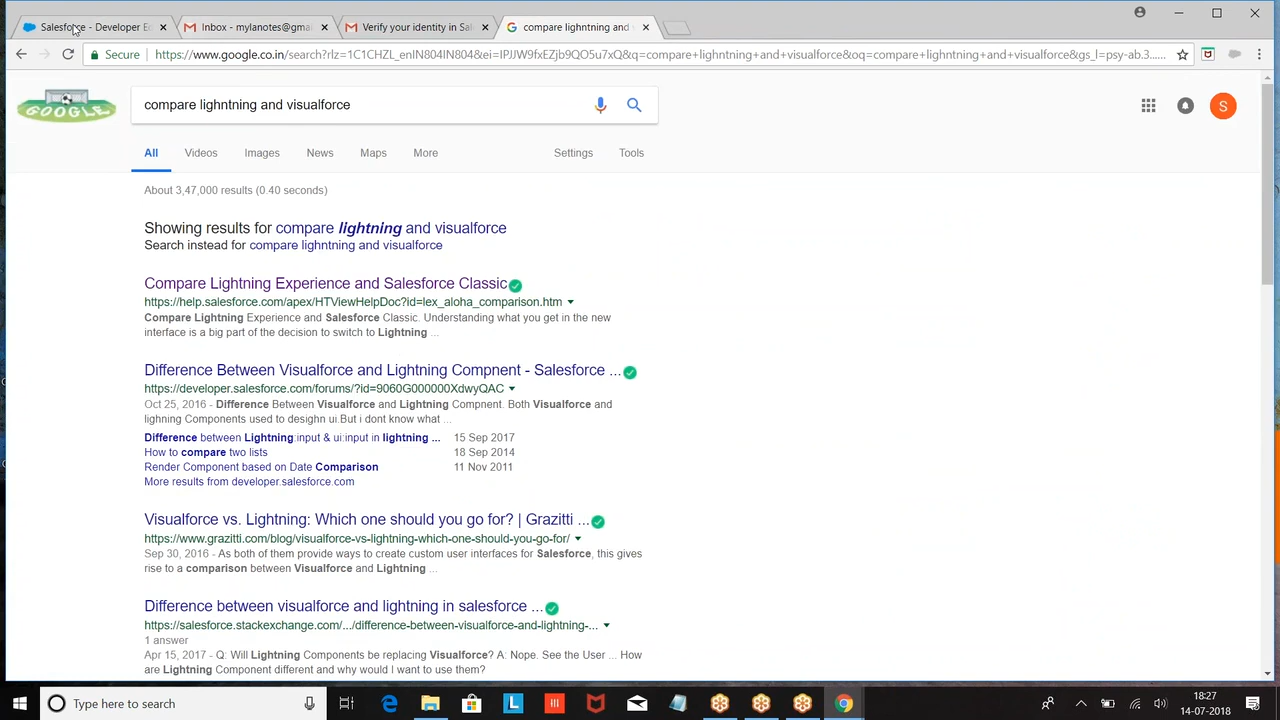 Salesforce - Developer E
Inbox - mylanotes@gma
Verify your identity in Sal
compare lightning and v
Secure
https://www.google.co.in/search?rlz=1C1CHZL_enIN804IN804&ei=IPJJW9fxEZjb9QO5u7xQ&q=compare+lighntning+and+visualforce&oq=compare+lighntning+and+visualforce&gs_l=psy-ab.3......
GOOGLE
compare lighntning and visualforce
S
All Videos Images News Maps More Settings Tools
About 3,47,000 results (0.40 seconds)
Showing results for compare lightning and visualforce
Search instead for compare lighntning and visualforce
Compare Lightning Experience and Salesforce Classic
https://help.salesforce.com/apex/HTViewHelpDoc?id=lex_aloha_comparison.htm
Compare Lightning Experience and Salesforce Classic. Understanding what you get in the new
interface is a big part of the decision to switch to Lightning ...
Difference Between Visualforce and Lightning Compnent - Salesforce ...
https://developer.salesforce.com/forums/?id=9060G000000XdwyQAC
Oct 25, 2016 - Difference Between Visualforce and Lightning Compnent. Both Visualforce and
lighning Components used to desighn ui.But i dont know what ...
Difference between Lightning:input & ui:input in lightning ... 15 Sep 2017
How to compare two lists 18 Sep 2014
Render Component based on Date Comparison 11 Nov 2011
More results from developer.salesforce.com
Visualforce vs. Lightning: Which one should you go for? | Grazitti ...
https://www.grazitti.com/blog/visualforce-vs-lightning-which-one-should-you-go-for/
Sep 30, 2016 - As both of them provide ways to create custom user interfaces for Salesforce, this gives
rise to a comparison between Visualforce and Lightning ...
Difference between visualforce and lightning in salesforce ...
https://salesforce.stackexchange.com/.../difference-between-visualforce-and-lightning-...
1 answer
Apr 15, 2017 - Q: Will Lightning Components be replacing Visualforce? A: Nope. See the User ... How
are Lightning Component different and why would I want to use them?
Type here to search
L
18:27
14-07-2018